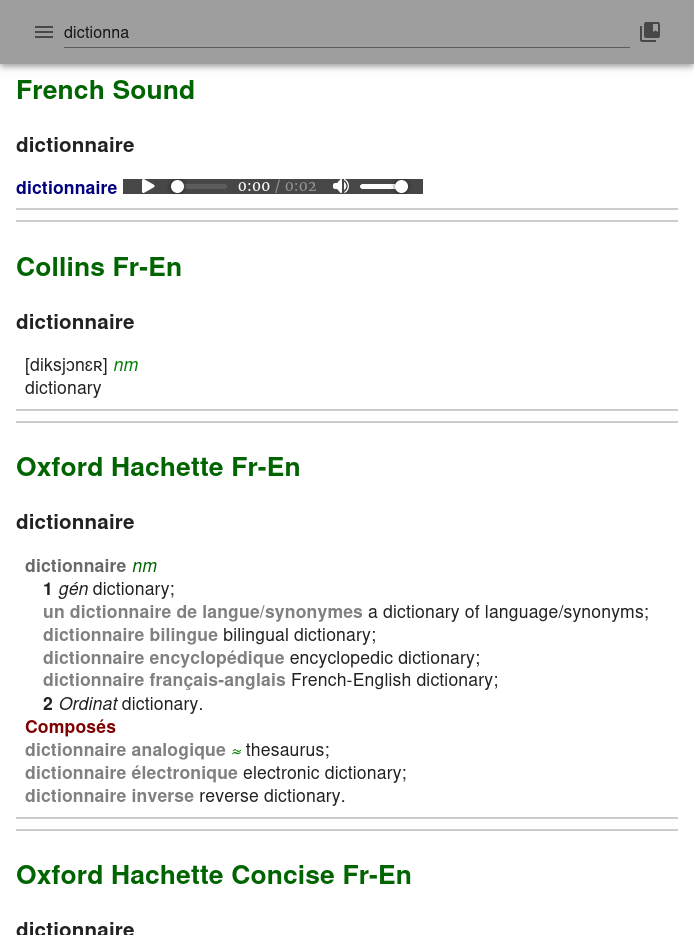 dictionna
French Sound
dictionnaire
dictionnaire 0:00 / 0:02
Collins Fr-En
dictionnaire
[diksjɔnɛʀ] nm
dictionary
Oxford Hachette Fr-En
dictionnaire
dictionnaire nm
1 gén dictionary;
un dictionnaire de langue/synonymes a dictionary of language/synonyms;
dictionnaire bilingue bilingual dictionary;
dictionnaire encyclopédique encyclopedic dictionary;
dictionnaire français-anglais French-English dictionary;
2 Ordinat dictionary.
Composés
dictionnaire analogique ≈ thesaurus;
dictionnaire électronique electronic dictionary;
dictionnaire inverse reverse dictionary.
Oxford Hachette Concise Fr-En
dictionnaire